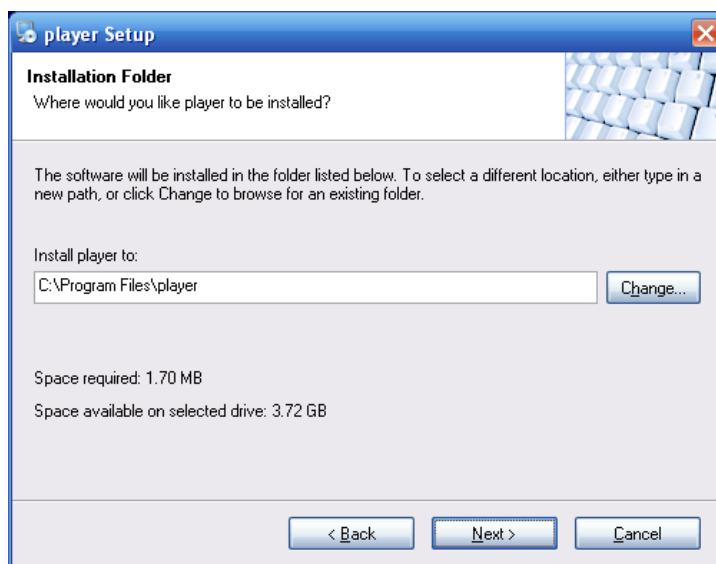 player Setup
Installation Folder
Where would you like player to be installed?
The software will be installed in the folder listed below. To select a different location, either type in a
new path, or click Change to browse for an existing folder.
Install player to:
C:\Program Files\player
Change...
Space required: 1.70 MB
Space available on selected drive: 3.72 GB
< Back
Next >
Cancel